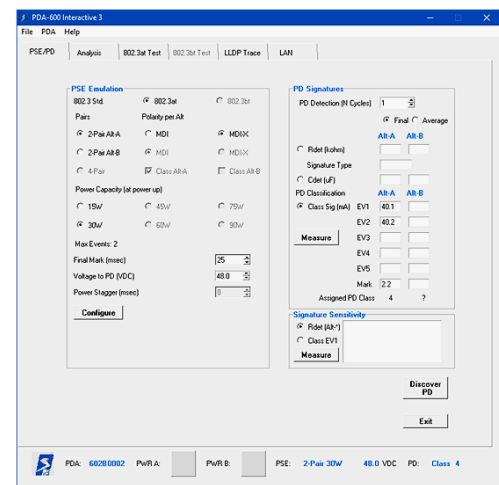 PDA-600 Interactive 3
File PDA Help
PSE/PD Analysis 802.3at Test 802.3bt Test LLDP Trace LAN
PSE Emulation
802.3 Std. 802.3at 802.3bt
Pairs Polarity per Alt
2-Pair Alt-A MDI MDI-X
2-Pair Alt-B MDI MDI-X
4-Pair Class Alt-A Class Alt-B
Power Capacity (at power up)
15W 45W 75W
30W 60W 90W
Max Events: 2
Final Mark (msec) 25
Voltage to PD (VDC) 48.0
Power Stagger (msec) 0
Configure
PD Signatures
PD Detection (N Cycles) 1
Final Average
Alt-A Alt-B
Rdet (kohm)
Signature Type
Cdet (uF)
PD Classification Alt-A Alt-B
Class Sig (mA) EV1 40.1
EV2 40.2
Measure EV3
EV4
EV5
Mark 2.2
Assigned PD Class 4 ?
Signature Sensitivity
Rdet (Alt-*)
Class EV1
Measure
Discover
PD
Exit
PDA: 602B0002 PWR A: PWR B: PSE: 2-Pair 30W 48.0 VDC PD: Class 4